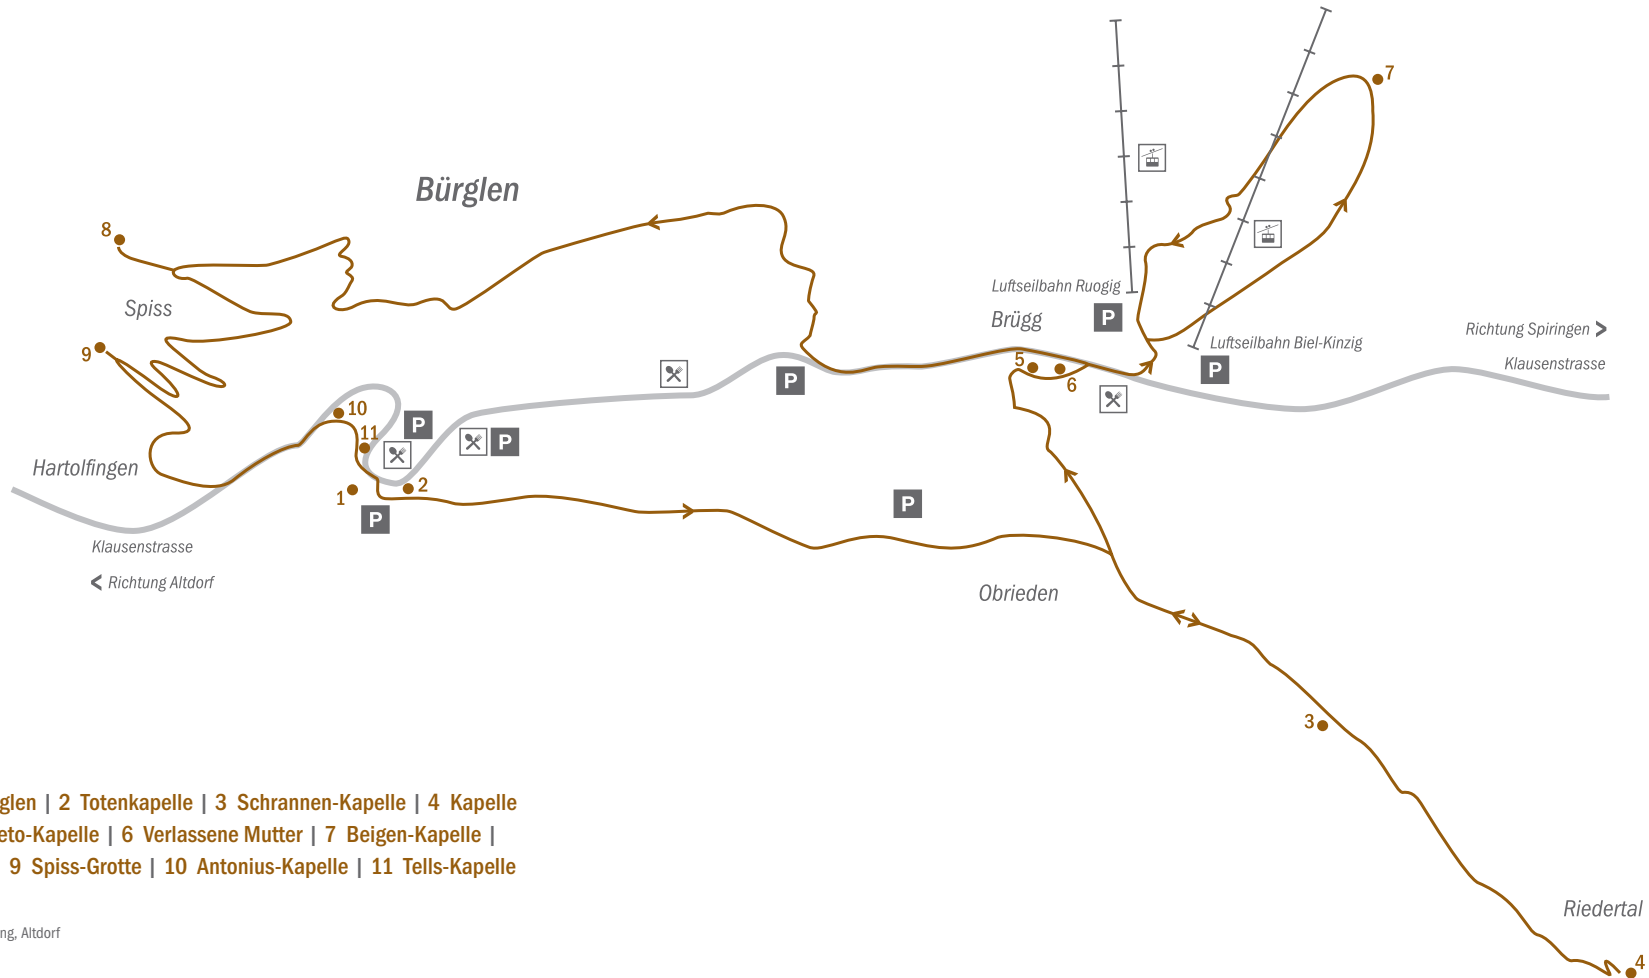 7
Bürglen
8
Spiss
9
Luftseilbahn Ruogig
P
Brügg
Luftseilbahn Biel-Kinzig
P
Richtung Spiringen >
Klausenstrasse
5
6
P
10
11
P
P
Hartolfingen
1
2
P
P
Klausenstrasse
< Richtung Altdorf
Obrieden
3
Riedertal
4
glen | 2 Totenkapelle | 3 Schrannen-Kapelle | 4 Kapelle
eto-Kapelle | 6 Verlassene Mutter | 7 Beigen-Kapelle |
9 Spiss-Grotte | 10 Antonius-Kapelle | 11 Tells-Kapelle
ng, Altdorf